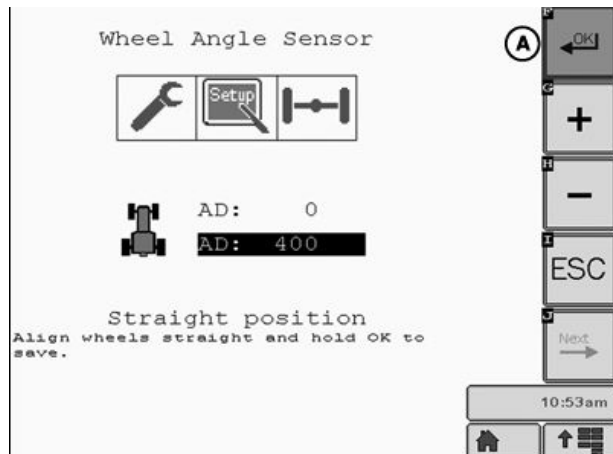 Wheel Angle Sensor
A
F
OK
Setup
G
+
H
−
AD: 0
AD: 400
I
ESC
Straight position
Align wheels straight and hold OK to
save.
J
Next
10:53am